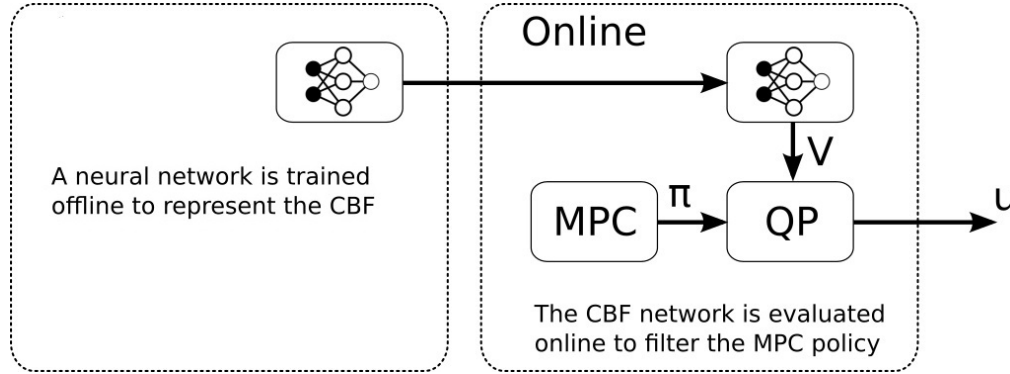 Online
A neural network is trained
offline to represent the CBF
V
MPC
π
QP
u
The CBF network is evaluated
online to filter the MPC policy